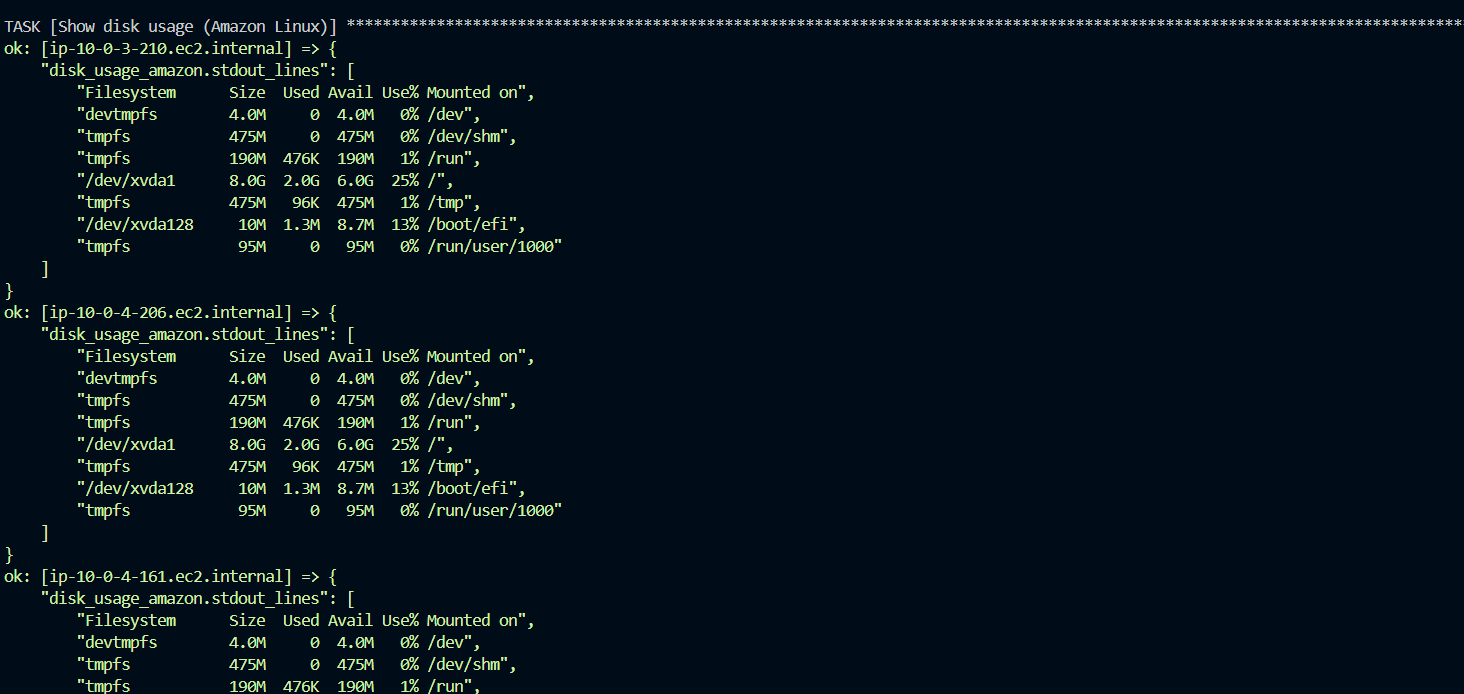 TASK [Show disk usage (Amazon Linux)] ****************************************************************************************************************************
ok: [ip-10-0-3-210.ec2.internal] => {
    "disk_usage_amazon.stdout_lines": [
        "Filesystem      Size  Used Avail Use% Mounted on",
        "devtmpfs        4.0M     0  4.0M   0% /dev",
        "tmpfs           475M     0  475M   0% /dev/shm",
        "tmpfs           190M  476K  190M   1% /run",
        "/dev/xvda1      8.0G  2.0G  6.0G  25% /",
        "tmpfs           475M   96K  475M   1% /tmp",
        "/dev/xvda128     10M  1.3M  8.7M  13% /boot/efi",
        "tmpfs            95M     0   95M   0% /run/user/1000"
    ]
}
ok: [ip-10-0-4-206.ec2.internal] => {
    "disk_usage_amazon.stdout_lines": [
        "Filesystem      Size  Used Avail Use% Mounted on",
        "devtmpfs        4.0M     0  4.0M   0% /dev",
        "tmpfs           475M     0  475M   0% /dev/shm",
        "tmpfs           190M  476K  190M   1% /run",
        "/dev/xvda1      8.0G  2.0G  6.0G  25% /",
        "tmpfs           475M   96K  475M   1% /tmp",
        "/dev/xvda128     10M  1.3M  8.7M  13% /boot/efi",
        "tmpfs            95M     0   95M   0% /run/user/1000"
    ]
}
ok: [ip-10-0-4-161.ec2.internal] => {
    "disk_usage_amazon.stdout_lines": [
        "Filesystem      Size  Used Avail Use% Mounted on",
        "devtmpfs        4.0M     0  4.0M   0% /dev",
        "tmpfs           475M     0  475M   0% /dev/shm",
        "tmpfs           190M  476K  190M   1% /run",